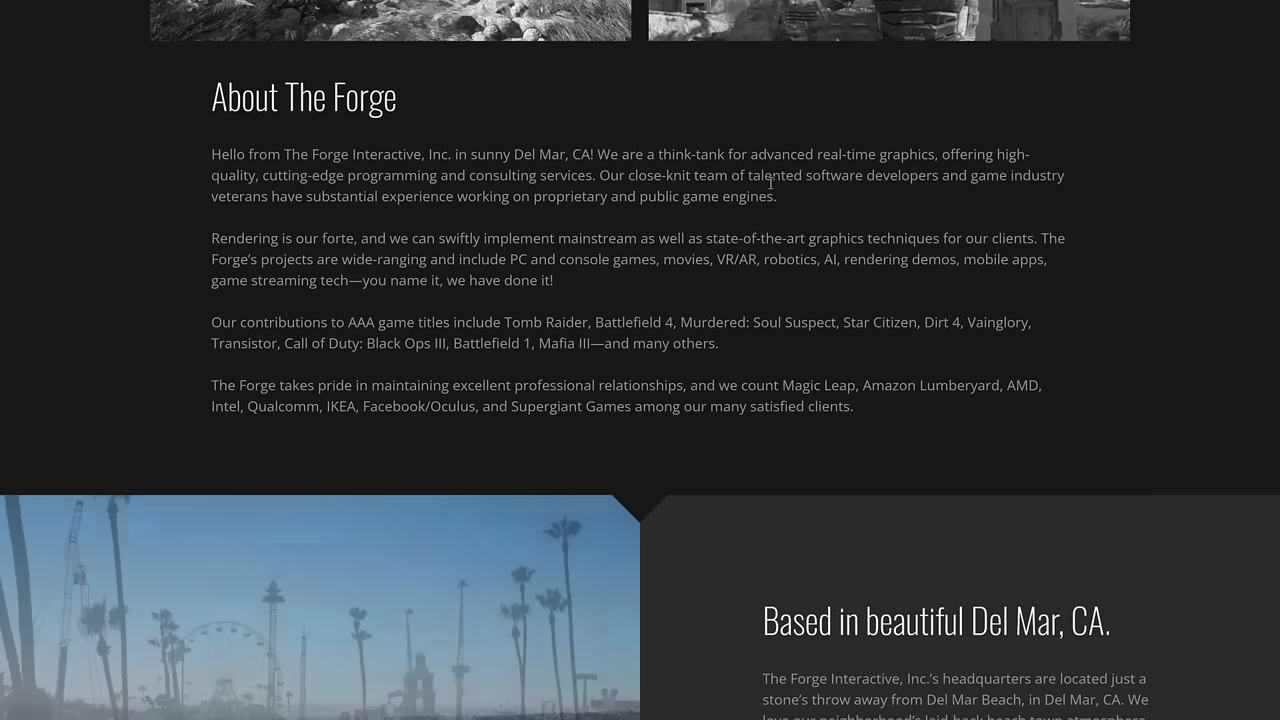 About The Forge
Hello from The Forge Interactive, Inc. in sunny Del Mar, CA! We are a think-tank for advanced real-time graphics, offering high-
quality, cutting-edge programming and consulting services. Our close-knit team of talented software developers and game industry
veterans have substantial experience working on proprietary and public game engines.
Rendering is our forte, and we can swiftly implement mainstream as well as state-of-the-art graphics techniques for our clients. The
Forge’s projects are wide-ranging and include PC and console games, movies, VR/AR, robotics, AI, rendering demos, mobile apps,
game streaming tech—you name it, we have done it!
Our contributions to AAA game titles include Tomb Raider, Battlefield 4, Murdered: Soul Suspect, Star Citizen, Dirt 4, Vainglory,
Transistor, Call of Duty: Black Ops III, Battlefield 1, Mafia III—and many others.
The Forge takes pride in maintaining excellent professional relationships, and we count Magic Leap, Amazon Lumberyard, AMD,
Intel, Qualcomm, IKEA, Facebook/Oculus, and Supergiant Games among our many satisfied clients.
Based in beautiful Del Mar, CA.
The Forge Interactive, Inc.’s headquarters are located just a
stone’s throw away from Del Mar Beach, in Del Mar, CA. We
love our neighborhood’s laid-back beach town atmosphere